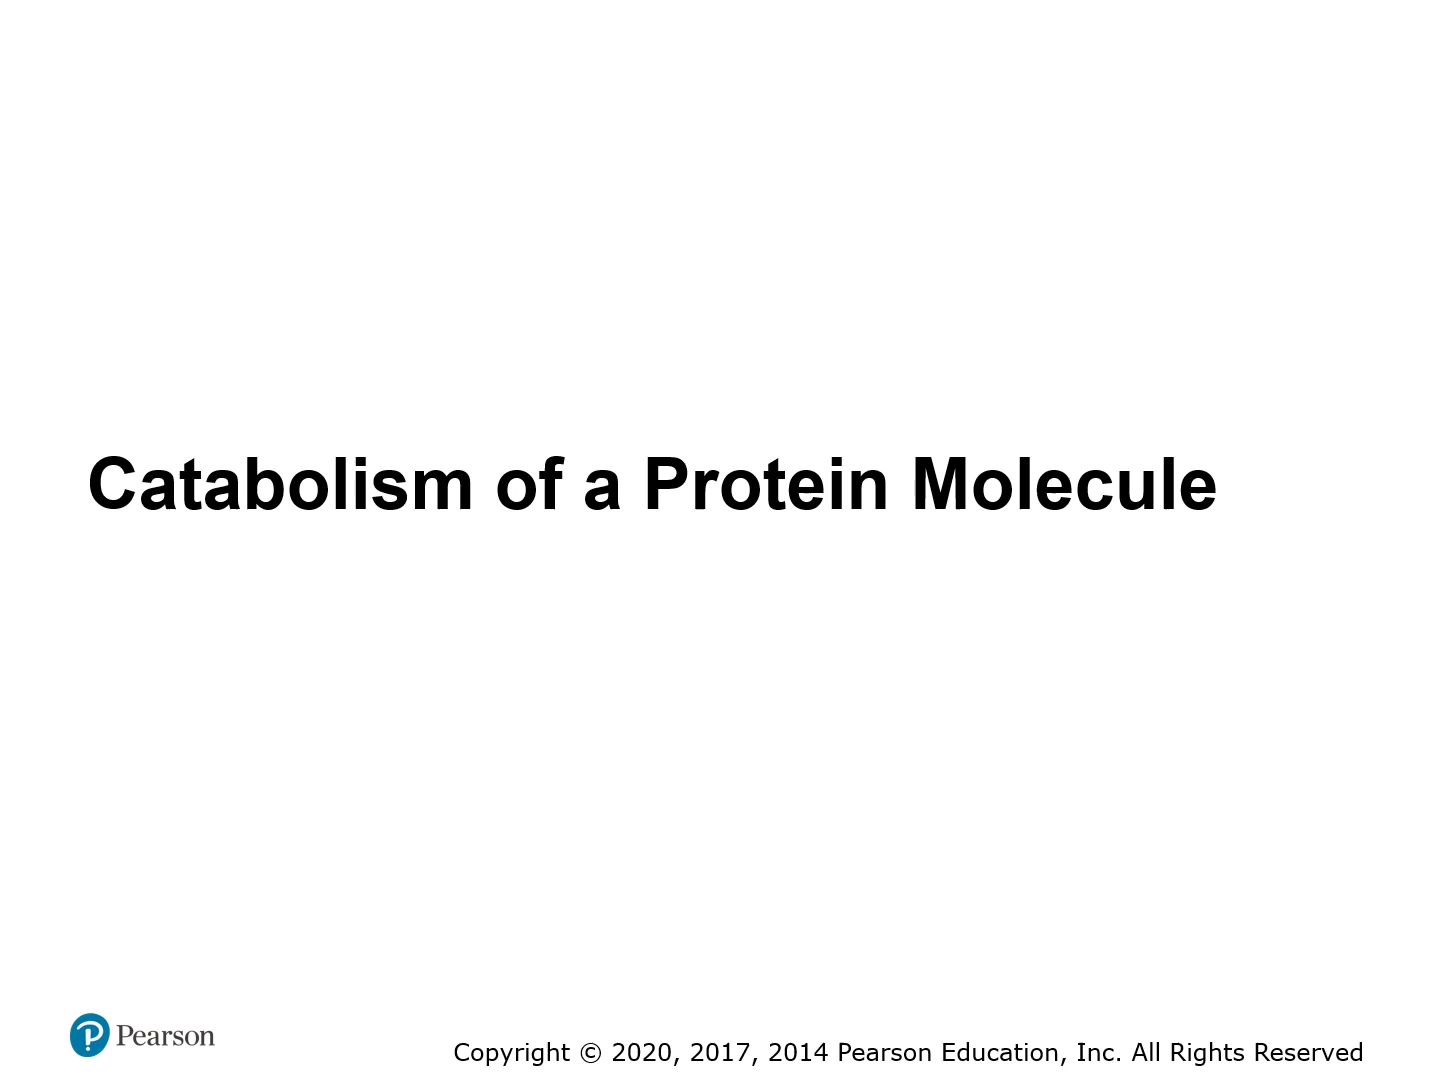 Catabolism of a Protein Molecule
Pearson
Copyright © 2020, 2017, 2014 Pearson Education, Inc. All Rights Reserved